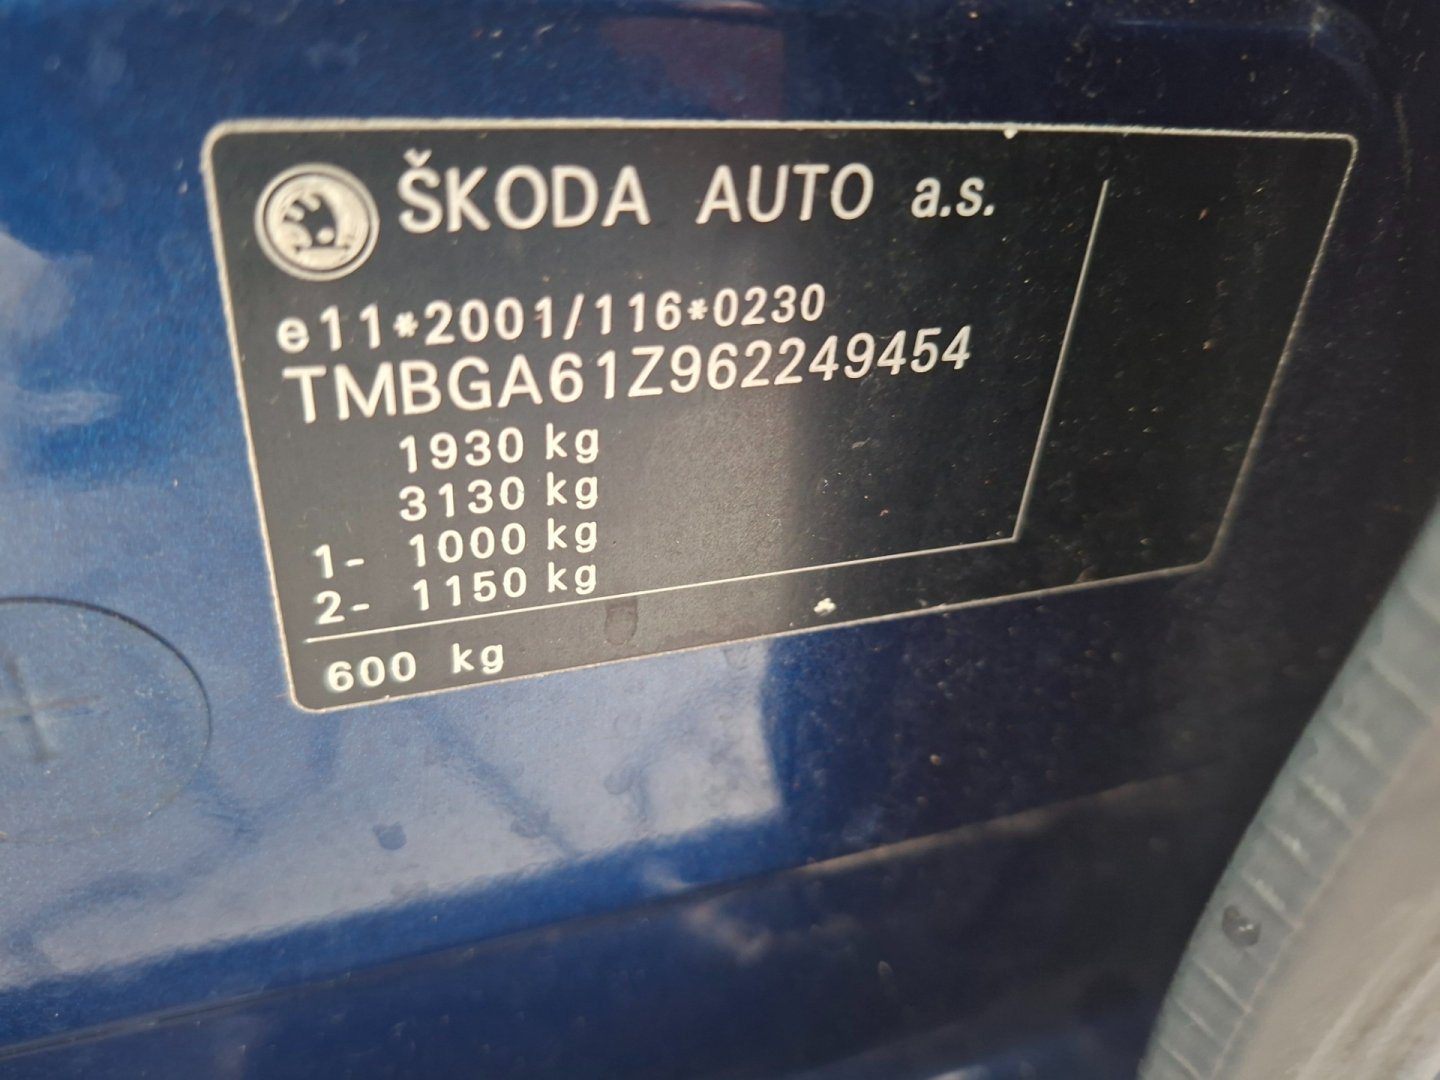 ŠKODA AUTO a.s.
e11*2001/116*0230
TMBGA61Z962249454
1930 kg
3130 kg
1- 1000 kg
2- 1150 kg
600 kg